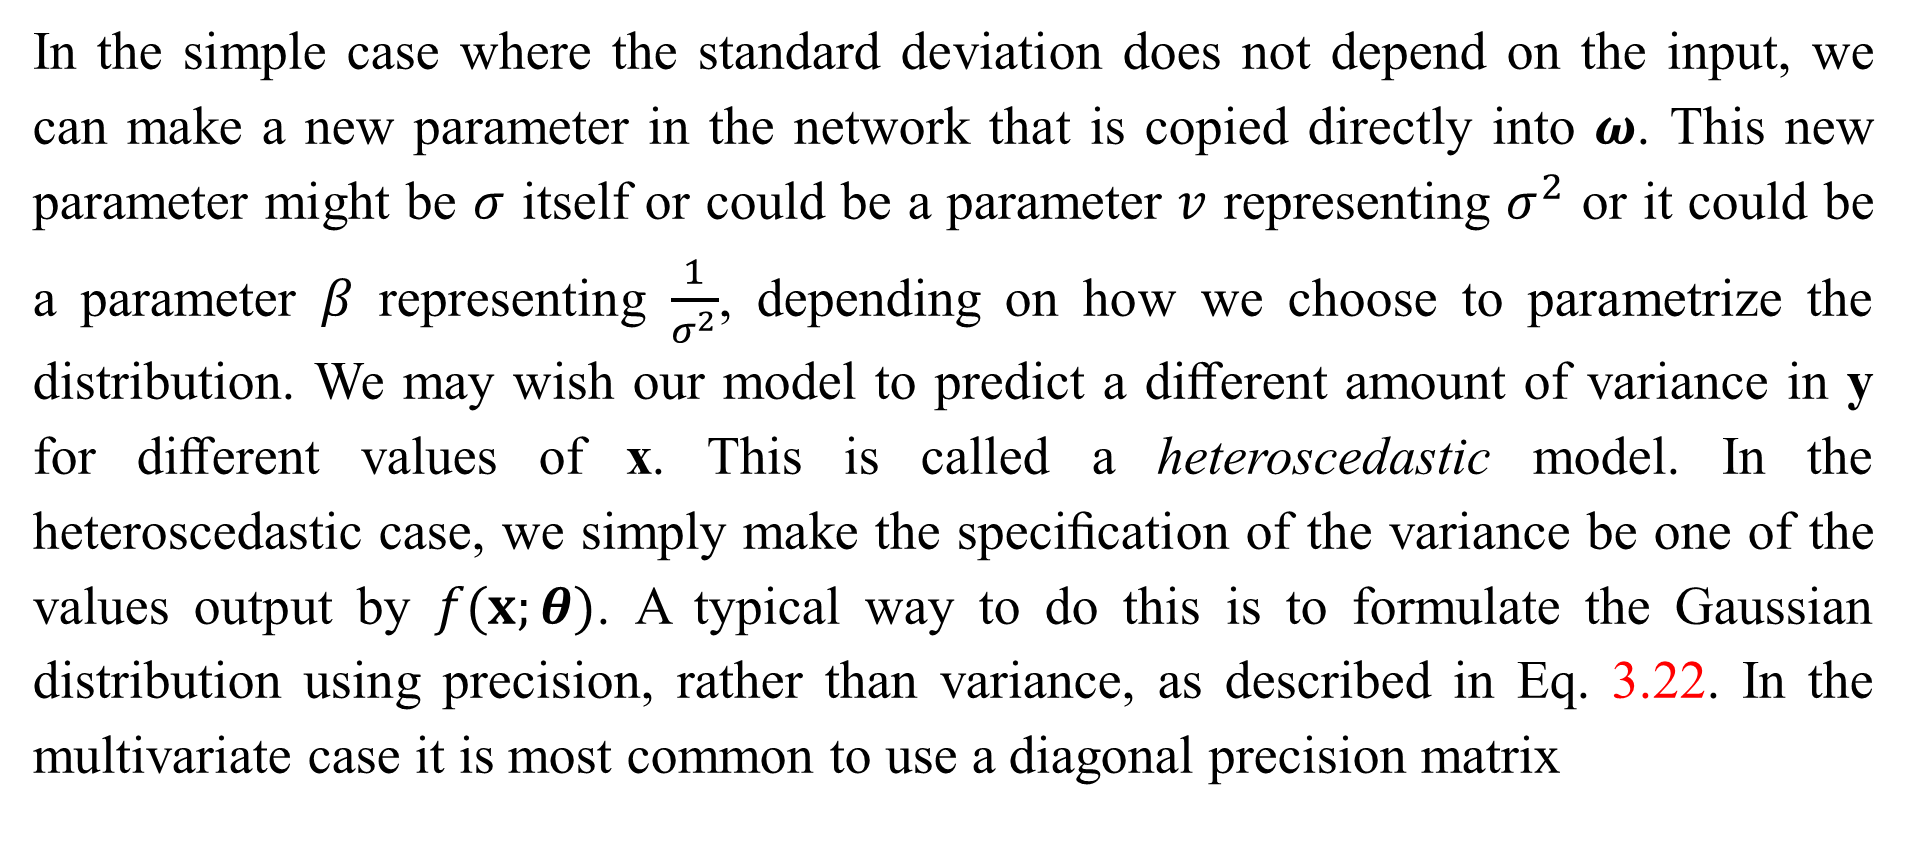 In the simple case where the standard deviation does not depend on the input, we
can make a new parameter in the network that is copied directly into 𝝎. This new
parameter might be σ itself or could be a parameter v representing σ² or it could be
a parameter β representing 1/σ², depending on how we choose to parametrize the
distribution. We may wish our model to predict a different amount of variance in y
for different values of x. This is called a heteroscedastic model. In the
heteroscedastic case, we simply make the specification of the variance be one of the
values output by f(x; θ). A typical way to do this is to formulate the Gaussian
distribution using precision, rather than variance, as described in Eq. 3.22. In the
multivariate case it is most common to use a diagonal precision matrix